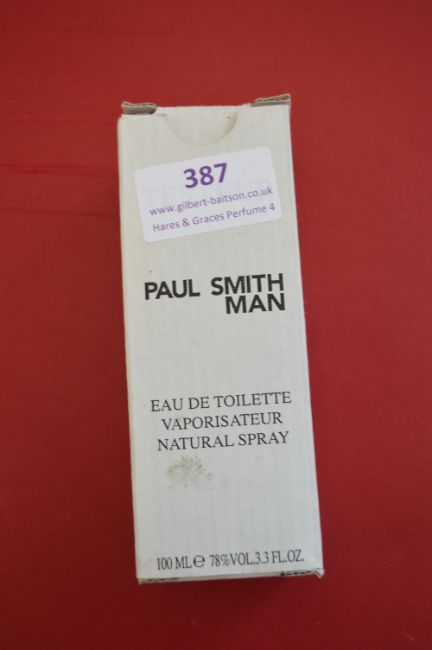 387
www.gilbert-baitson.co.uk
Hares & Graces Perfume 4
PAUL SMITH
MAN
EAU DE TOILETTE
VAPORISATEUR
NATURAL SPRAY
100 ML ℮ 78%VOL.3.3 FL.OZ.